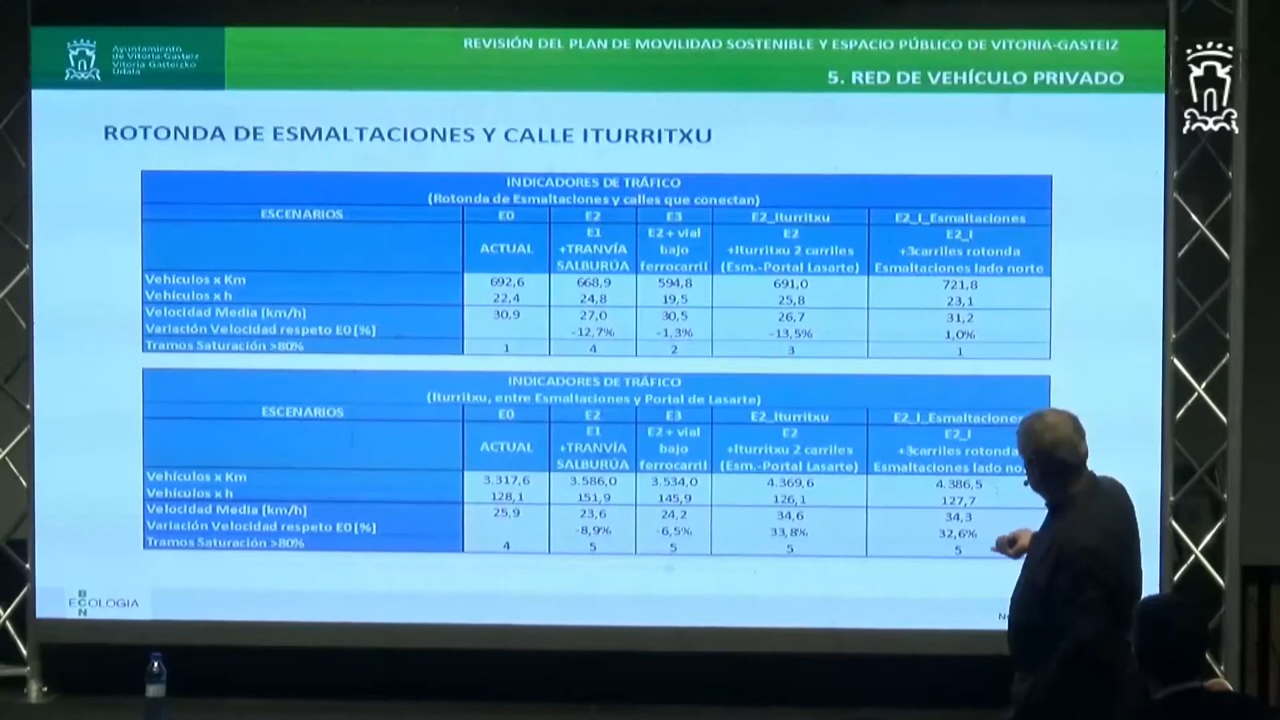 Ayuntamiento
de Vitoria-Gasteiz
Vitoria-Gasteizko
Udala
REVISIÓN DEL PLAN DE MOVILIDAD SOSTENIBLE Y ESPACIO PÚBLICO DE VITORIA-GASTEIZ
5. RED DE VEHÍCULO PRIVADO
ROTONDA DE ESMALTACIONES Y CALLE ITURRITXU
INDICADORES DE TRÁFICO
(Rotonda de Esmaltaciones y calles que conectan)
ESCENARIOS E0 E2 E3 E2_Iturritxu E2_I_Esmaltaciones
E1 E2 + vial E2 E2_I
ACTUAL +TRANVÍA bajo +Iturritxu 2 carriles +3carriles rotonda
SALBURÚA ferrocarril (Esm.-Portal Lasarte) Esmaltaciones lado norte
Vehículos x Km 692,6 668,9 594,8 691,0 721,8
Vehículos x h 22,4 24,8 19,5 25,8 23,1
Velocidad Media (km/h) 30,9 27,0 30,5 26,7 31,2
Variación Velocidad respeto E0 [%] -12,7% -1,3% -13,5% 1,0%
Tramos Saturación >80% 1 4 2 3 1
INDICADORES DE TRÁFICO
(Iturritxu, entre Esmaltaciones y Portal de Lasarte)
ESCENARIOS E0 E2 E3 E2_Iturritxu E2_I_Esmaltacione
E1 E2 + vial E2 E2_I
ACTUAL +TRANVÍA bajo +Iturritxu 2 carriles +3carriles rotonda
SALBURÚA ferrocarril (Esm.-Portal Lasarte) Esmaltaciones lado no
Vehículos x Km 3.317,6 3.586,0 3.534,0 4.369,6 4.386,5
Vehículos x h 128,1 151,9 145,9 126,1 127,7
Velocidad Media (km/h) 25,9 23,6 24,2 34,6 34,3
Variación Velocidad respeto E0 [%] -8,9% -6,5% 33,8% 32,6%
Tramos Saturación >80% 4 5 5 5 5
BCN ECOLOGIA